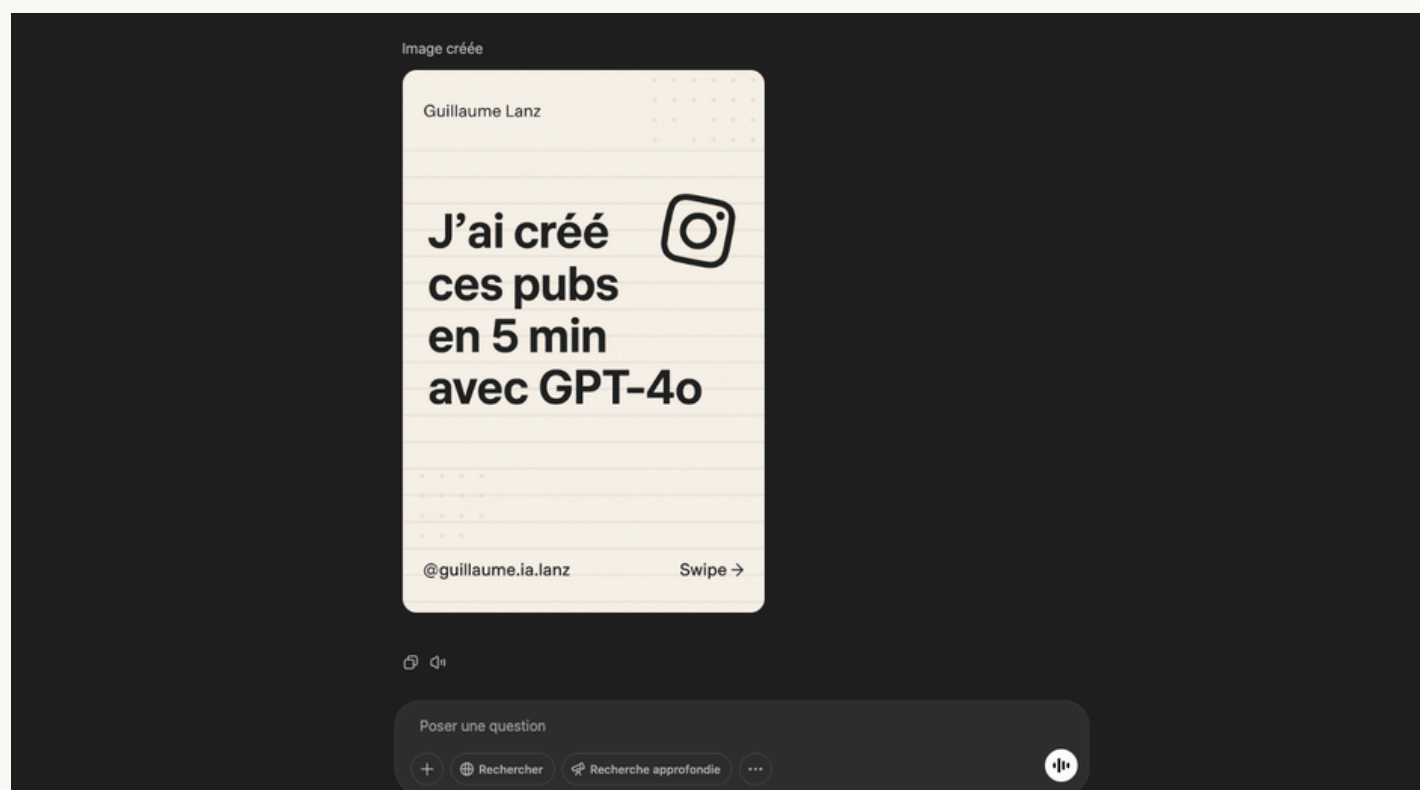 Image créée
Guillaume Lanz
J’ai créé
ces pubs
en 5 min
avec GPT-4o
@guillaume.ia.lanz
Swipe →
Poser une question
Rechercher
Recherche approfondie